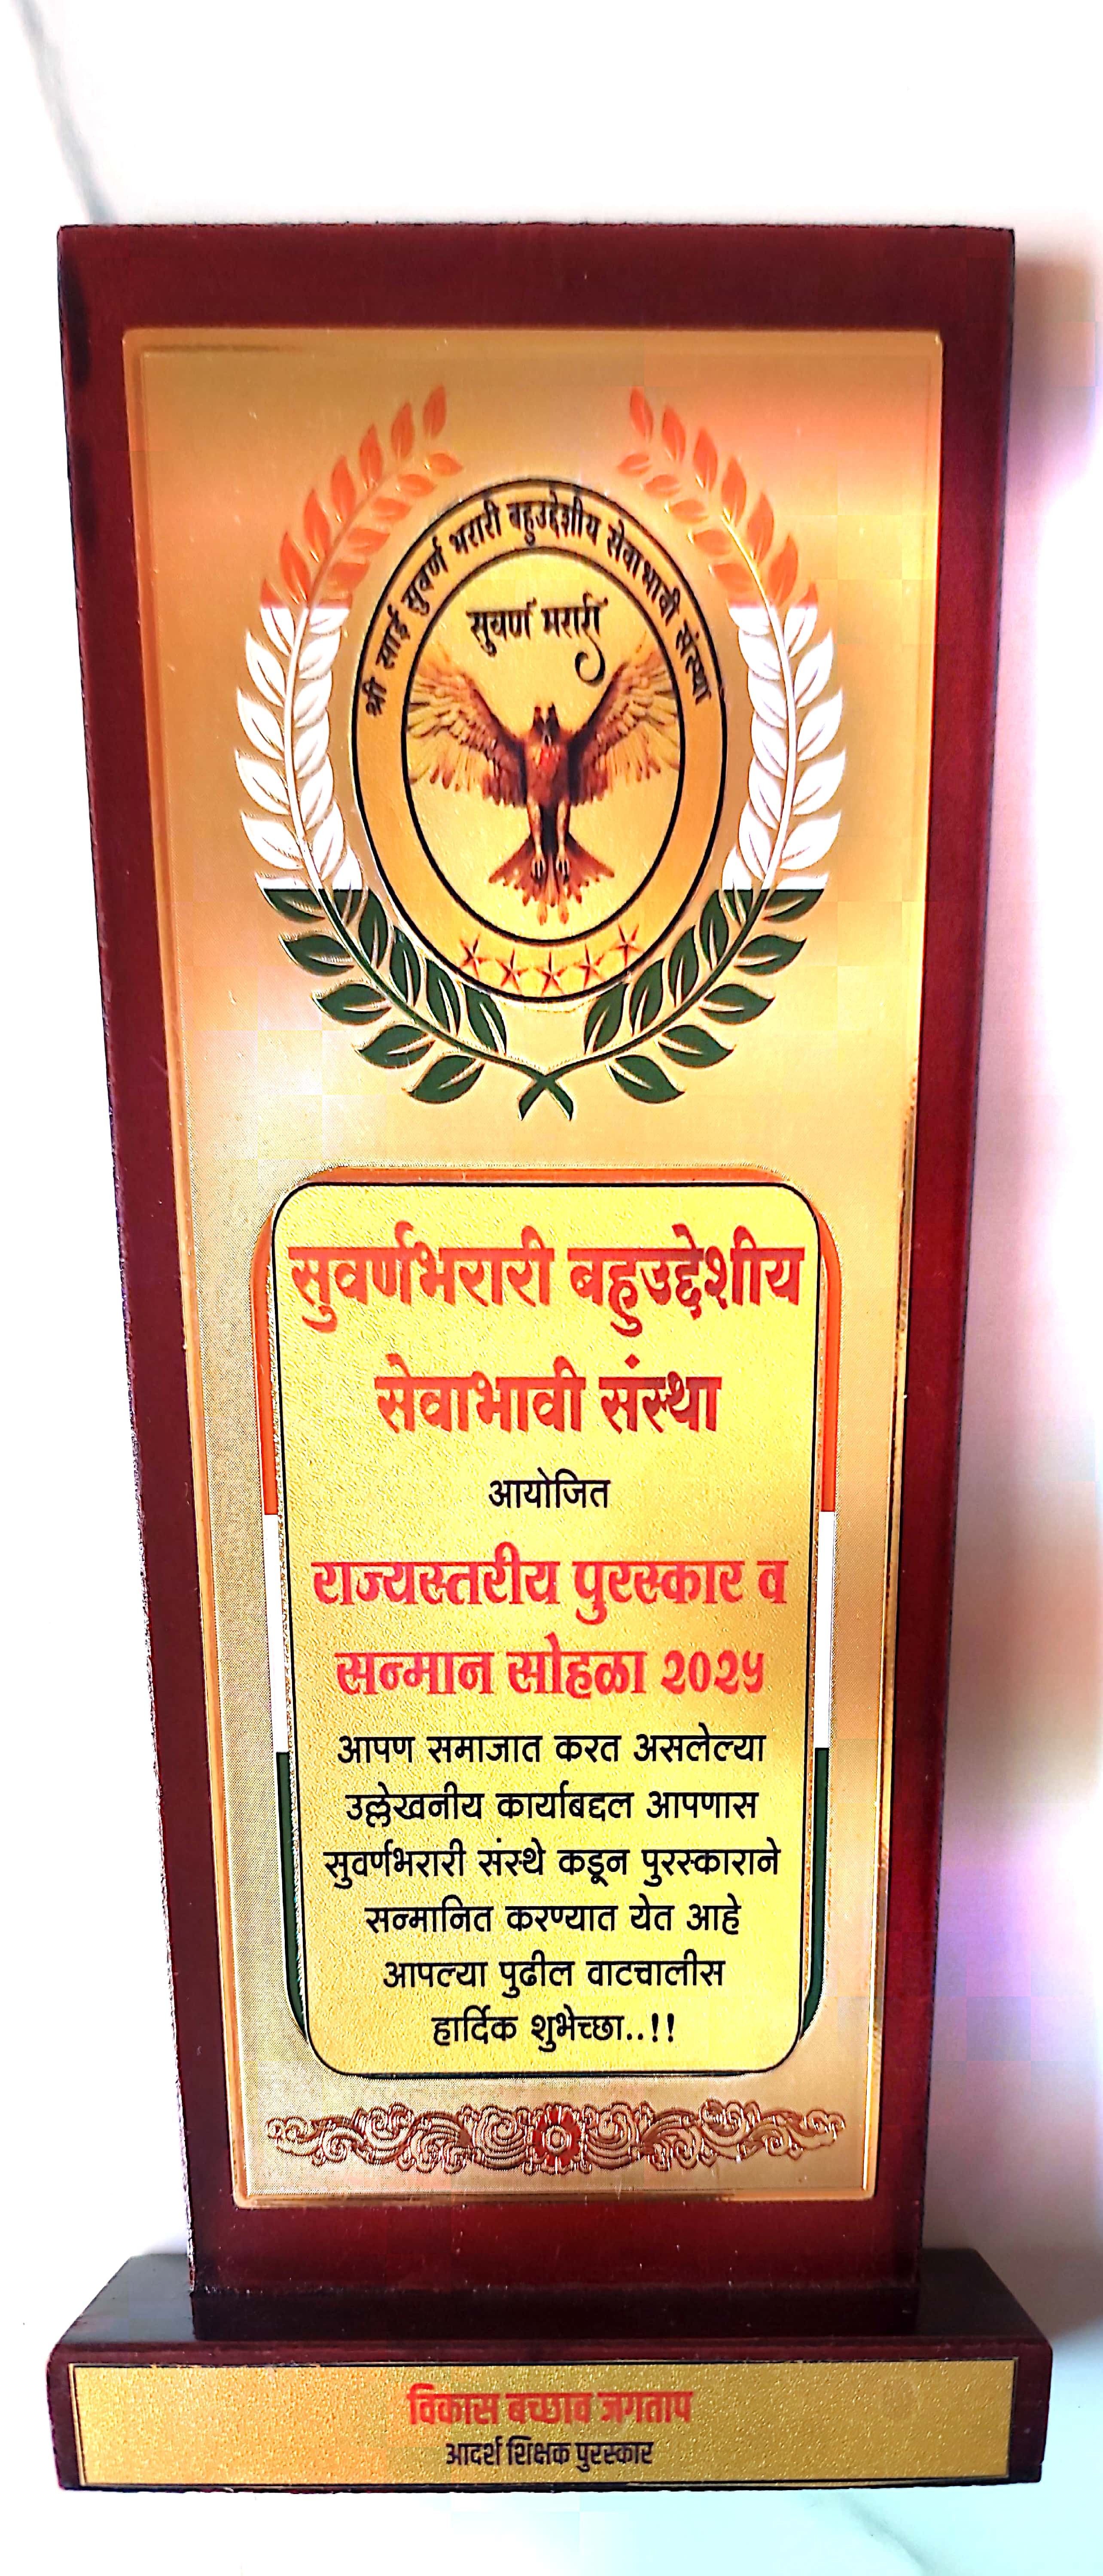 श्री साई सुवर्ण भरारी बहुउद्देशीय सेवाभावी संस्था
सुवर्ण भरारी
सुवर्णभरारी बहुउद्देशीय
सेवाभावी संस्था
आयोजित
राज्यस्तरीय पुरस्कार व
सन्मान सोहळा २०२५
आपण समाजात करत असलेल्या
उल्लेखनीय कार्याबद्दल आपणास
सुवर्णभरारी संस्थे कडून पुरस्काराने
सन्मानित करण्यात येत आहे
आपल्या पुढील वाटचालीस
हार्दिक शुभेच्छा..!!
विकास बच्छाव जगताप
आदर्श शिक्षक पुरस्कार